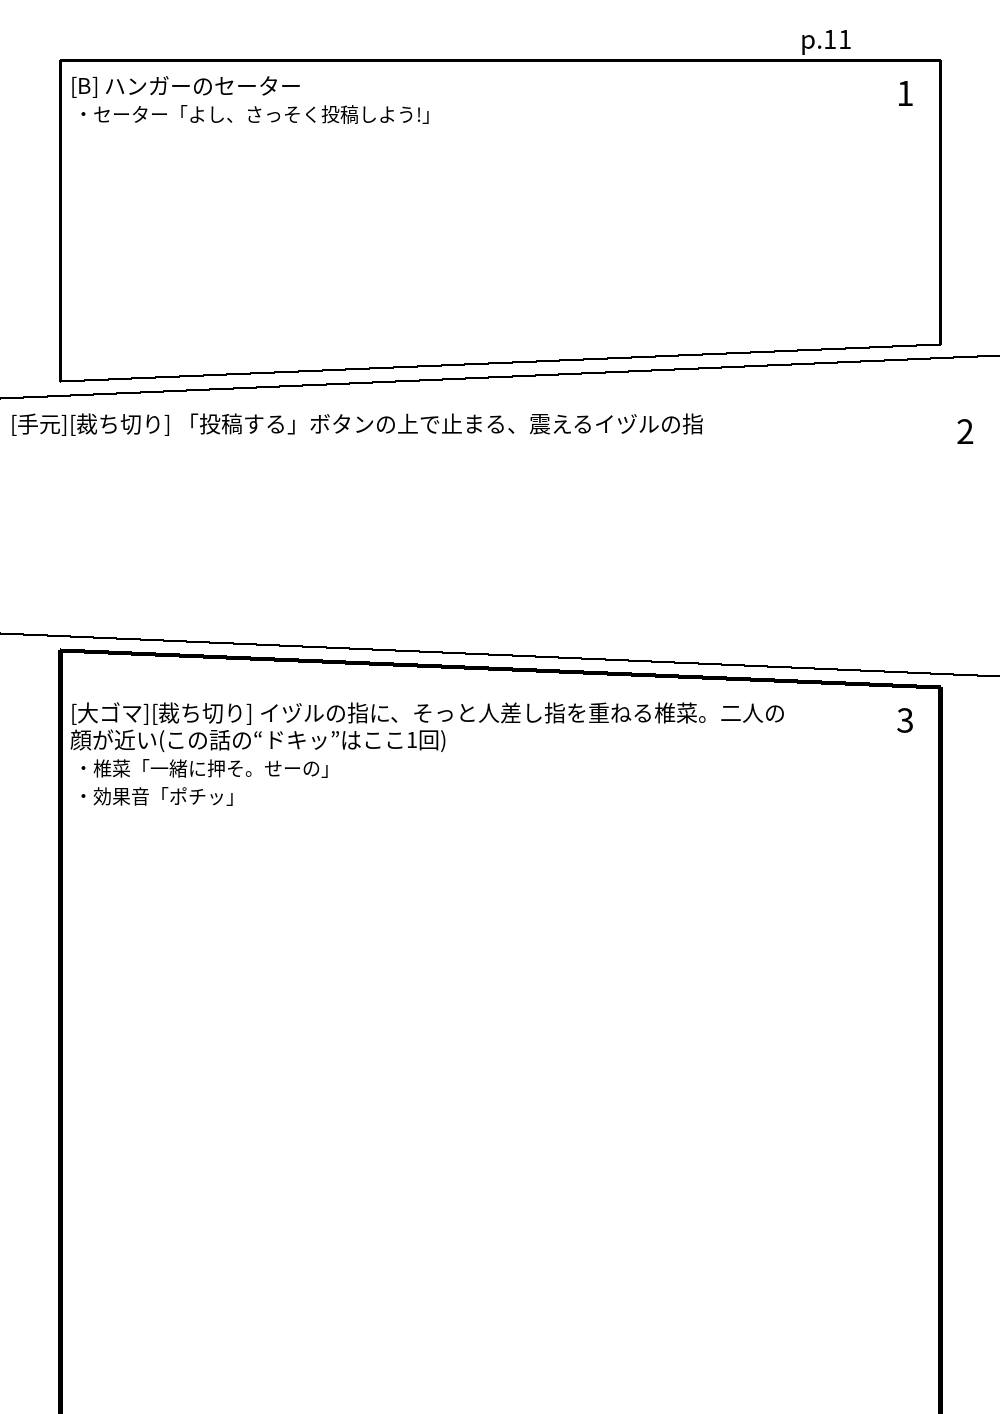 p.11
[B] ハンガーのセーター
1
・セーター「よし、さっそく投稿しよう!」
[手元][裁ち切り] 「投稿する」ボタンの上で止まる、震えるイヅルの指
2
[大ゴマ][裁ち切り] イヅルの指に、そっと人差し指を重ねる椎菜。二人の
3
顔が近い(この話の“ドキッ”はここ1回)
・椎菜「一緒に押そ。せーの」
・効果音「ポチッ」